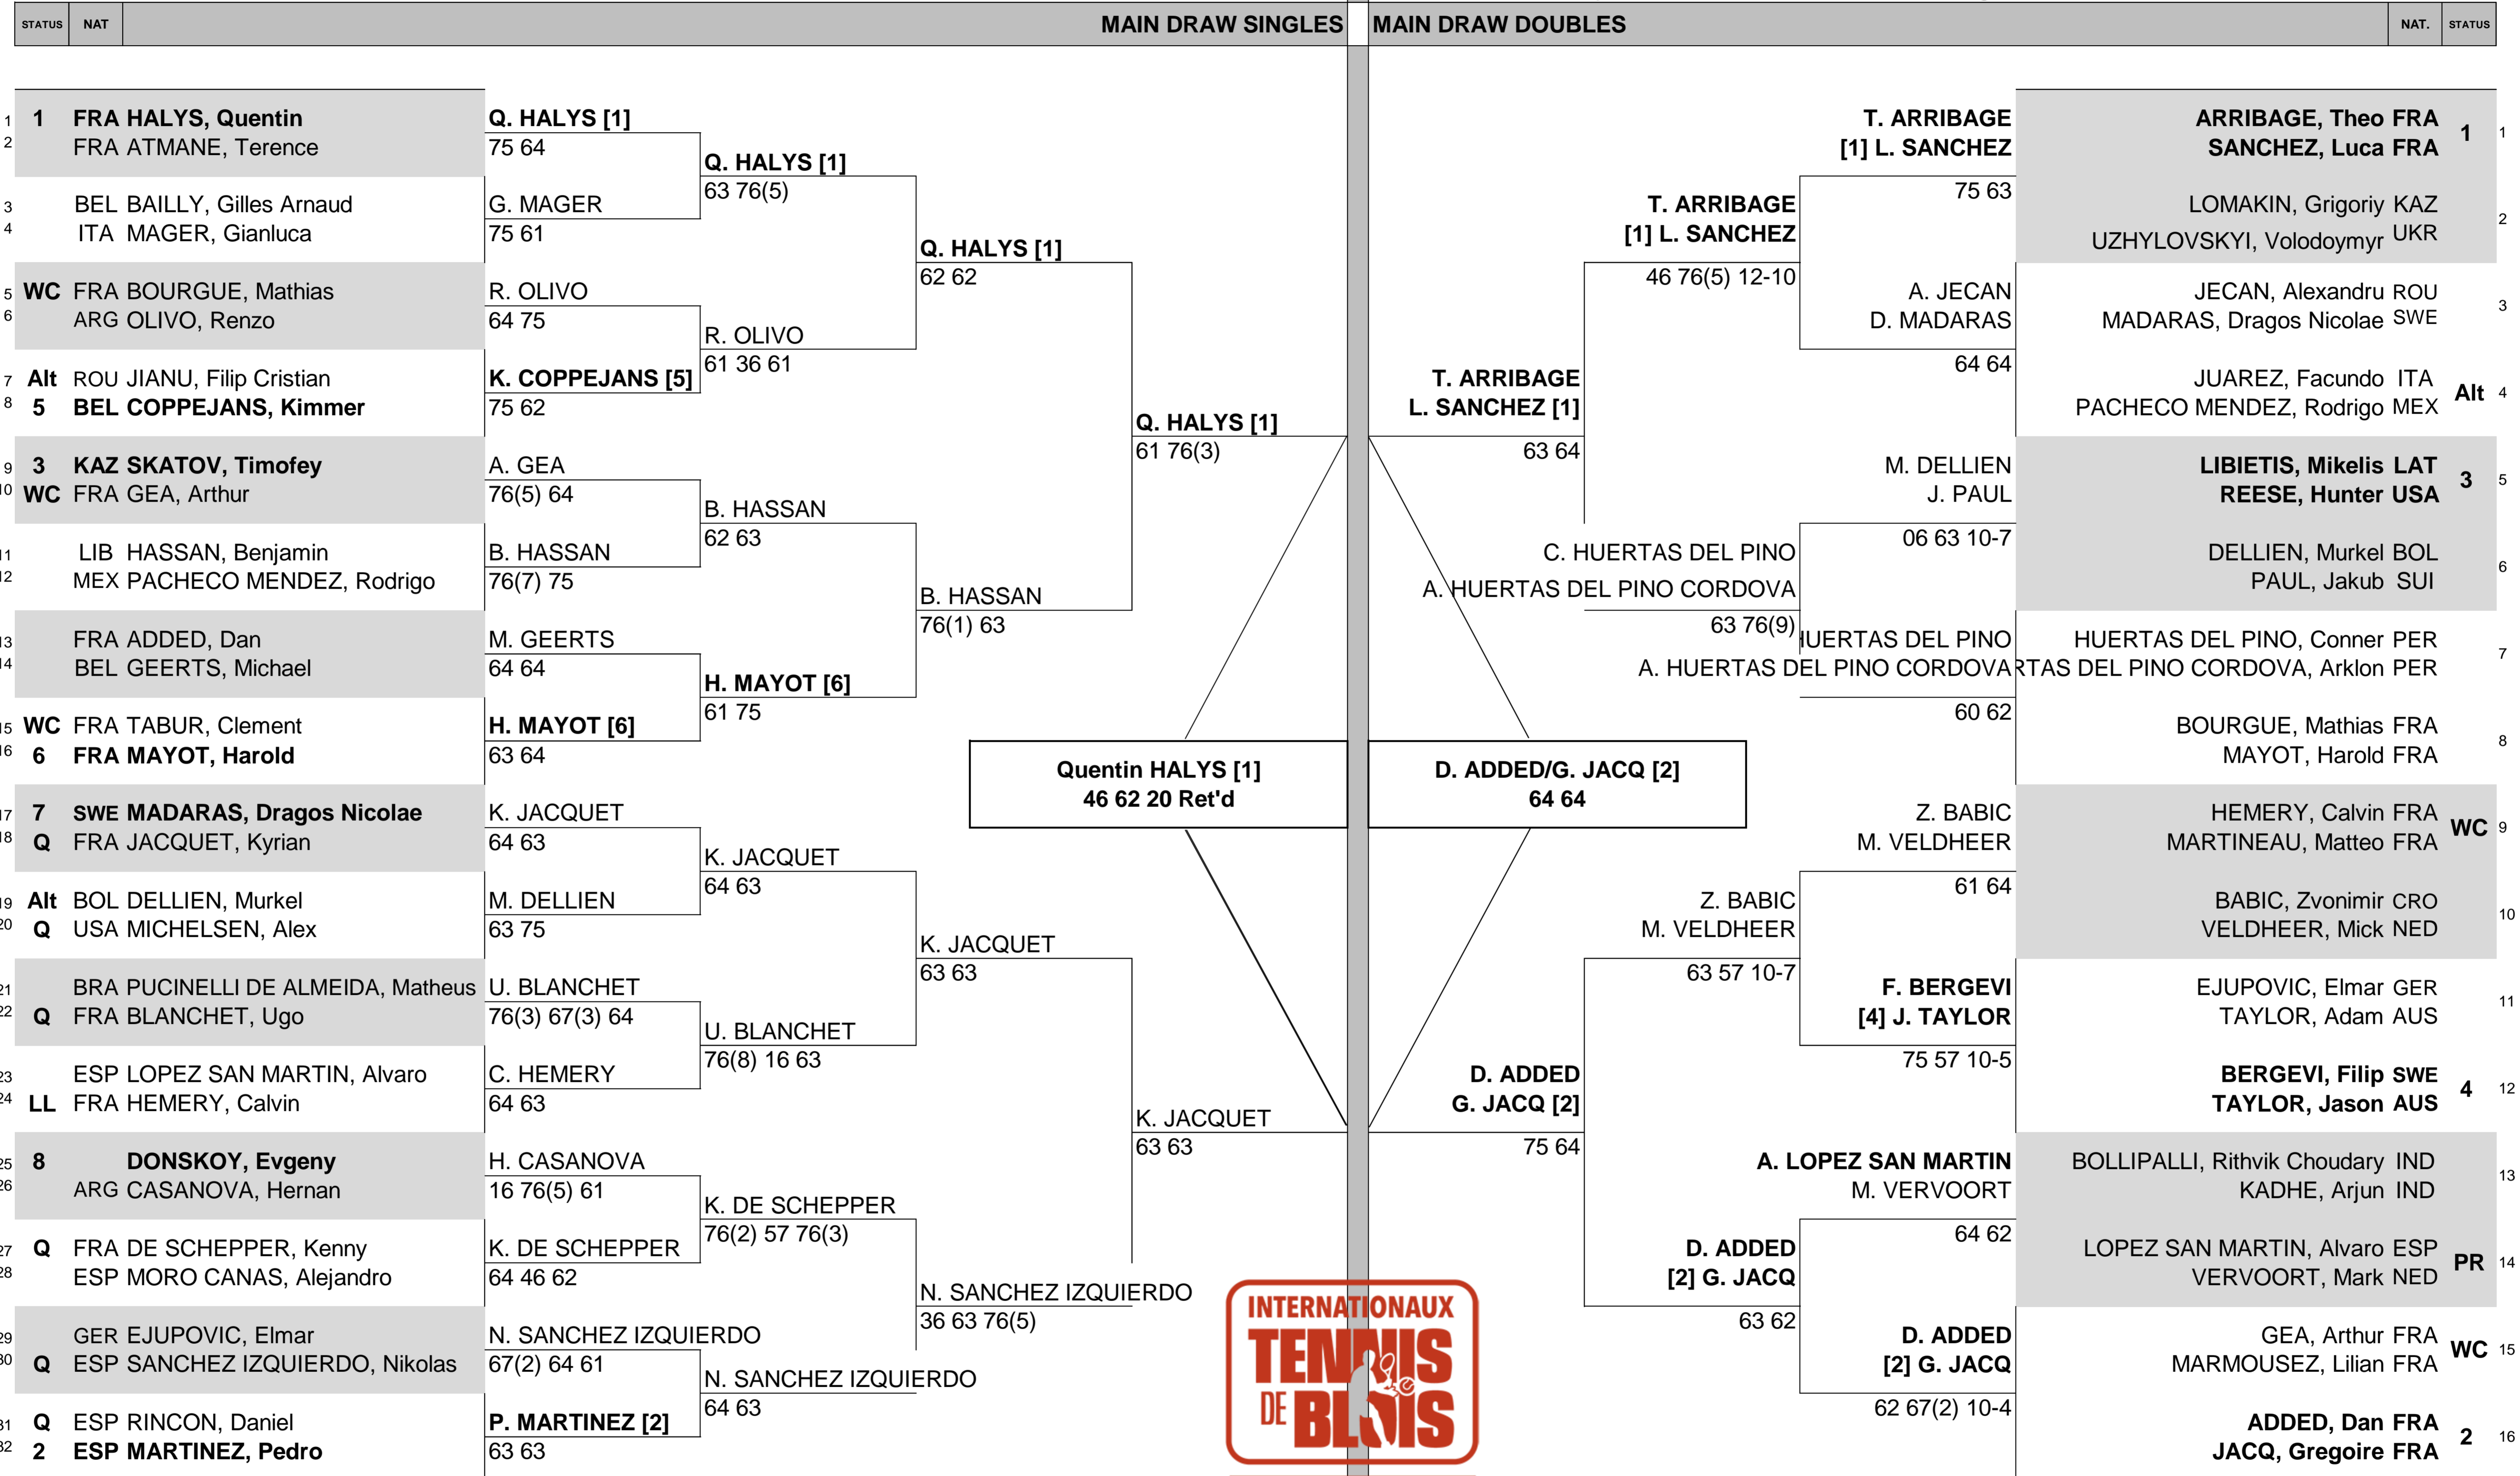 STATUS NAT MAIN DRAW SINGLES MAIN DRAW DOUBLES NAT. STATUS
1 1 FRA HALYS, Quentin
2 FRA ATMANE, Terence
3 BEL BAILLY, Gilles Arnaud
4 ITA MAGER, Gianluca
5 WC FRA BOURGUE, Mathias
6 ARG OLIVO, Renzo
7 Alt ROU JIANU, Filip Cristian
8 5 BEL COPPEJANS, Kimmer
9 3 KAZ SKATOV, Timofey
10 WC FRA GEA, Arthur
11 LIB HASSAN, Benjamin
12 MEX PACHECO MENDEZ, Rodrigo
13 FRA ADDED, Dan
14 BEL GEERTS, Michael
15 WC FRA TABUR, Clement
16 6 FRA MAYOT, Harold
17 7 SWE MADARAS, Dragos Nicolae
18 Q FRA JACQUET, Kyrian
19 Alt BOL DELLIEN, Murkel
20 Q USA MICHELSEN, Alex
21 BRA PUCINELLI DE ALMEIDA, Matheus
22 Q FRA BLANCHET, Ugo
23 ESP LOPEZ SAN MARTIN, Alvaro
24 LL FRA HEMERY, Calvin
25 8 DONSKOY, Evgeny
26 ARG CASANOVA, Hernan
27 Q FRA DE SCHEPPER, Kenny
28 ESP MORO CANAS, Alejandro
29 GER EJUPOVIC, Elmar
30 Q ESP SANCHEZ IZQUIERDO, Nikolas
31 Q ESP RINCON, Daniel
32 2 ESP MARTINEZ, Pedro
Q. HALYS [1]
75 64
G. MAGER
75 61
R. OLIVO
64 75
K. COPPEJANS [5]
75 62
A. GEA
76(5) 64
B. HASSAN
76(7) 75
M. GEERTS
64 64
H. MAYOT [6]
63 64
K. JACQUET
64 63
M. DELLIEN
63 75
U. BLANCHET
76(3) 67(3) 64
C. HEMERY
64 63
H. CASANOVA
16 76(5) 61
K. DE SCHEPPER
64 46 62
N. SANCHEZ IZQUIERDO
67(2) 64 61
P. MARTINEZ [2]
63 63
Q. HALYS [1]
63 76(5)
R. OLIVO
61 36 61
B. HASSAN
62 63
H. MAYOT [6]
61 75
K. JACQUET
64 63
U. BLANCHET
76(8) 16 63
K. DE SCHEPPER
76(2) 57 76(3)
N. SANCHEZ IZQUIERDO
64 63
Q. HALYS [1]
62 62
B. HASSAN
76(1) 63
K. JACQUET
63 63
N. SANCHEZ IZQUIERDO
36 63 76(5)
Q. HALYS [1]
61 76(3)
K. JACQUET
63 63
Quentin HALYS [1]
46 62 20 Ret'd
D. ADDED/G. JACQ [2]
64 64
T. ARRIBAGE
L. SANCHEZ [1]
63 64
D. ADDED
G. JACQ [2]
75 64
T. ARRIBAGE
[1] L. SANCHEZ
46 76(5) 12-10
C. HUERTAS DEL PINO
A. HUERTAS DEL PINO CORDOVA
63 76(9)
Z. BABIC
M. VELDHEER
63 57 10-7
D. ADDED
[2] G. JACQ
63 62
T. ARRIBAGE
[1] L. SANCHEZ
75 63
A. JECAN
D. MADARAS
64 64
M. DELLIEN
J. PAUL
06 63 10-7
HUERTAS DEL PINO
A. HUERTAS DEL PINO CORDOVA
60 62
Z. BABIC
M. VELDHEER
61 64
F. BERGEVI
[4] J. TAYLOR
75 57 10-5
A. LOPEZ SAN MARTIN
M. VERVOORT
64 62
D. ADDED
[2] G. JACQ
62 67(2) 10-4
ARRIBAGE, Theo FRA
SANCHEZ, Luca FRA
1 1
LOMAKIN, Grigoriy KAZ
UZHYLOVSKYI, Volodoymyr UKR
2
JECAN, Alexandru ROU
MADARAS, Dragos Nicolae SWE
3
JUAREZ, Facundo ITA
PACHECO MENDEZ, Rodrigo MEX
Alt 4
LIBIETIS, Mikelis LAT
REESE, Hunter USA
3 5
DELLIEN, Murkel BOL
PAUL, Jakub SUI
6
HUERTAS DEL PINO, Conner PER
RTAS DEL PINO CORDOVA, Arklon PER
7
BOURGUE, Mathias FRA
MAYOT, Harold FRA
8
HEMERY, Calvin FRA
MARTINEAU, Matteo FRA
WC 9
BABIC, Zvonimir CRO
VELDHEER, Mick NED
10
EJUPOVIC, Elmar GER
TAYLOR, Adam AUS
11
BERGEVI, Filip SWE
TAYLOR, Jason AUS
4 12
BOLLIPALLI, Rithvik Choudary IND
KADHE, Arjun IND
13
LOPEZ SAN MARTIN, Alvaro ESP
VERVOORT, Mark NED
PR 14
GEA, Arthur FRA
MARMOUSEZ, Lilian FRA
WC 15
ADDED, Dan FRA
JACQ, Gregoire FRA
2 16
INTERNATIONAUX
TENNIS
DE BLOIS